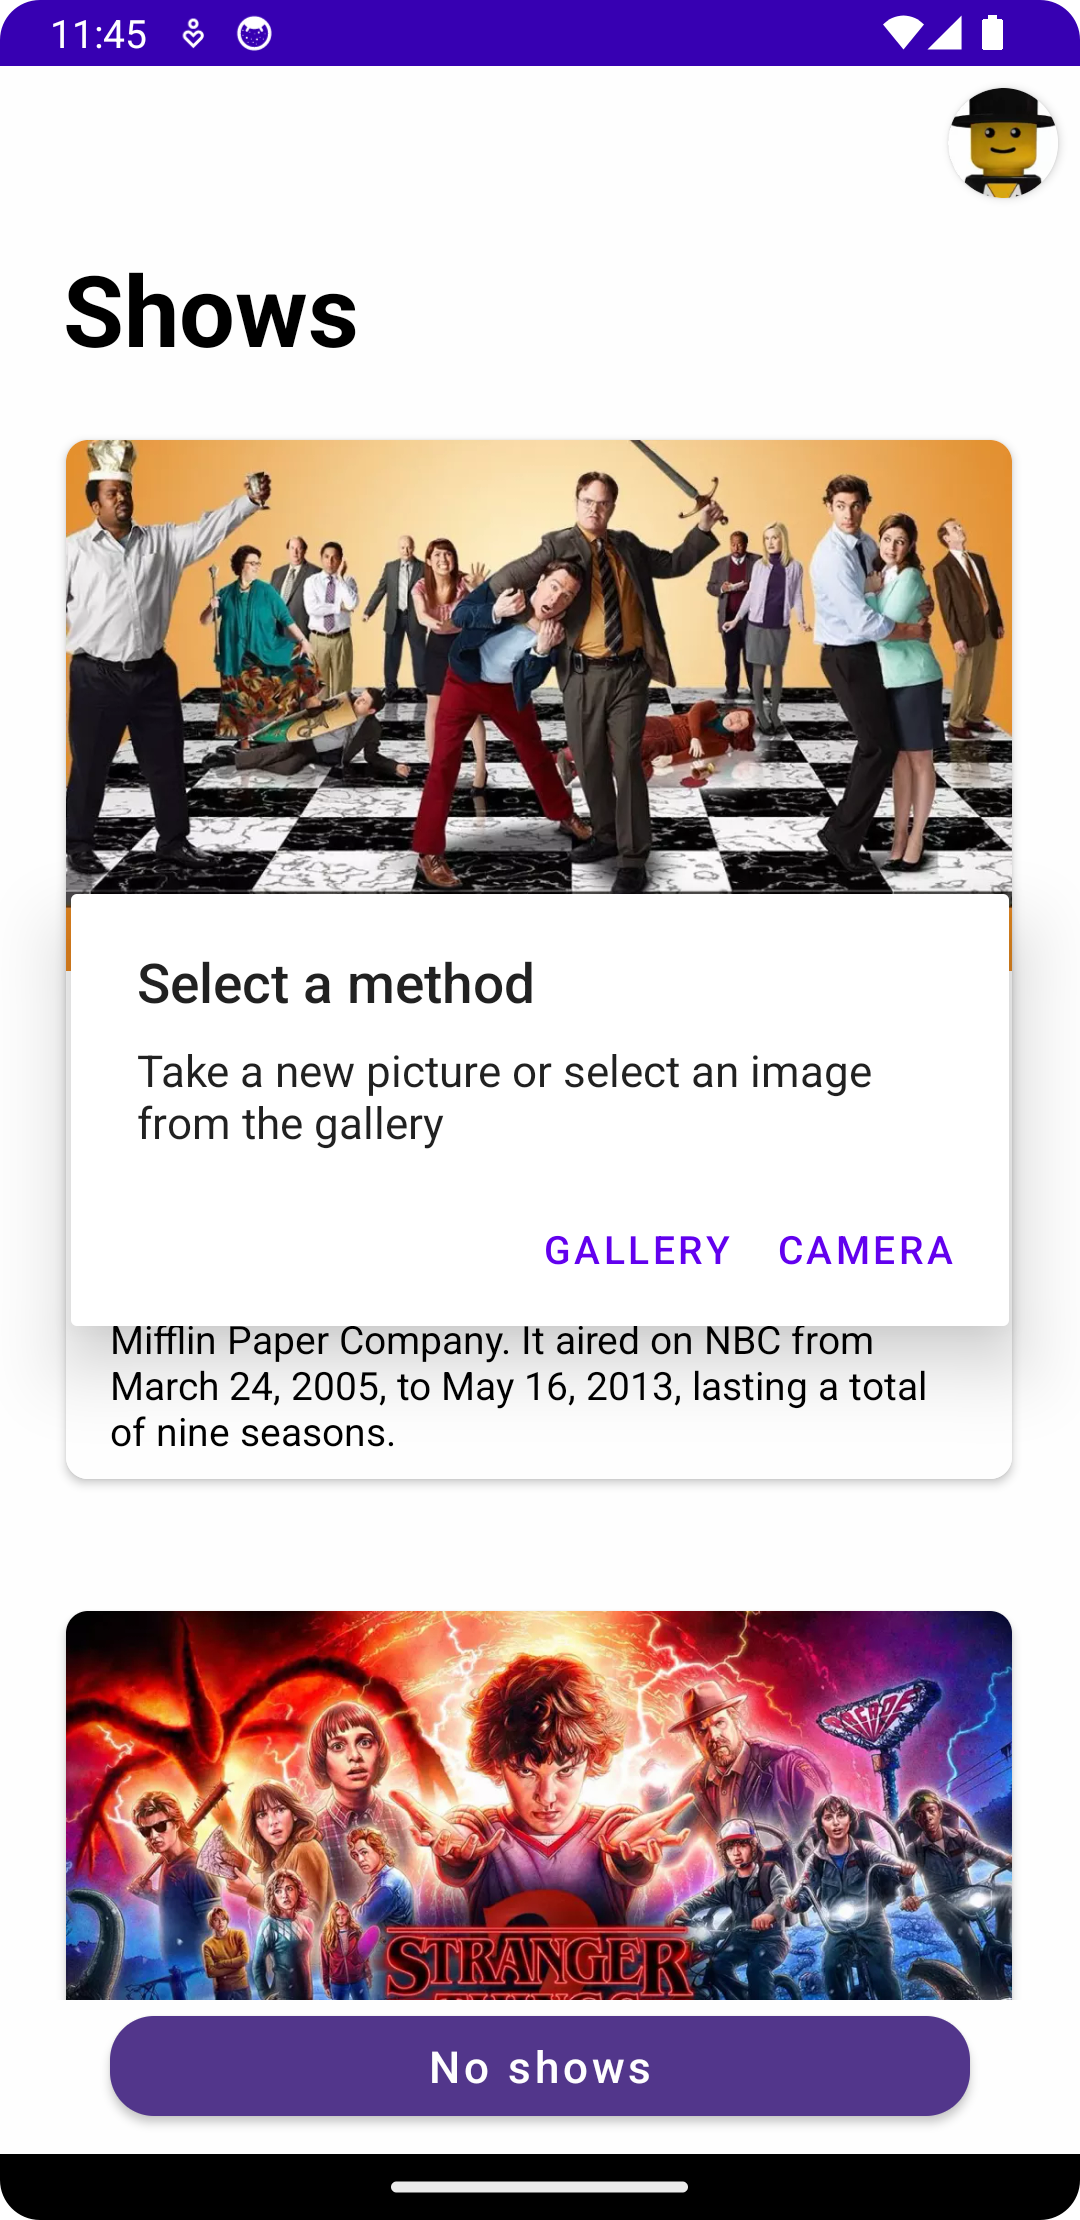 11:45
Shows
Select a method
Take a new picture or select an image
from the gallery
GALLERY CAMERA
Mifflin Paper Company. It aired on NBC from
March 24, 2005, to May 16, 2013, lasting a total
of nine seasons.
ARCADE
STRANGER
No shows